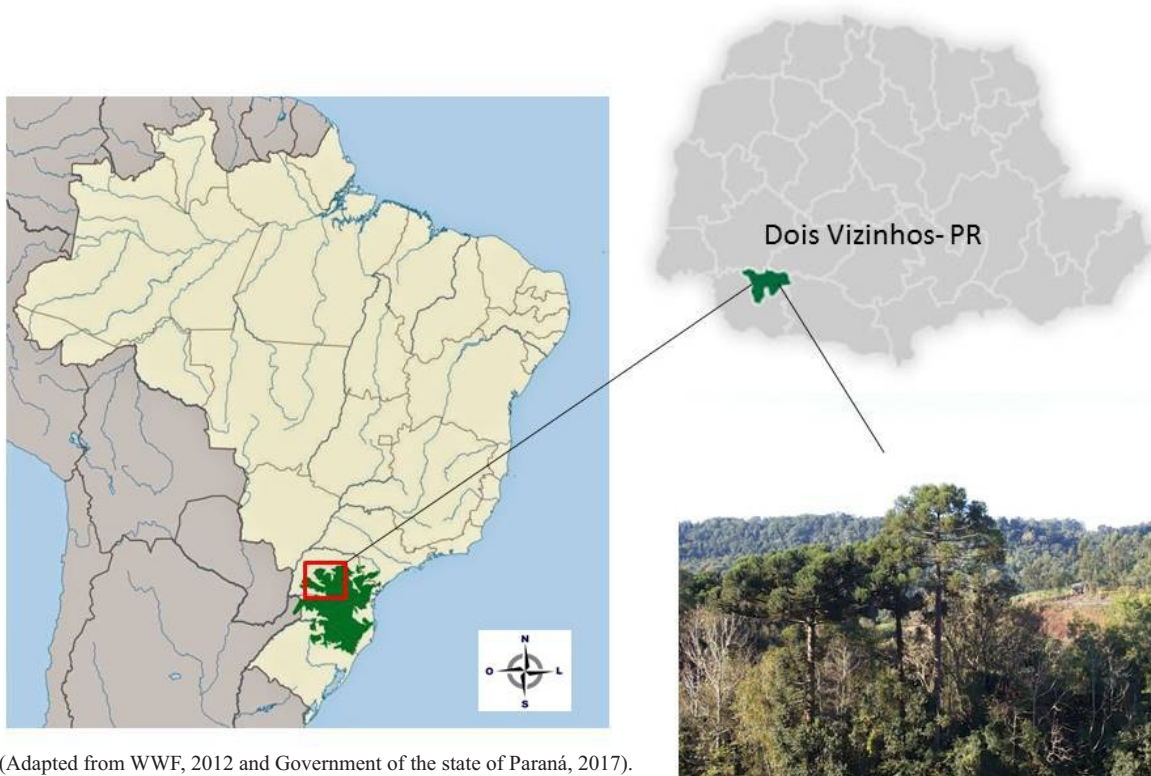 Dois Vizinhos- PR
N
O L
S
(Adapted from WWF, 2012 and Government of the state of Paraná, 2017).